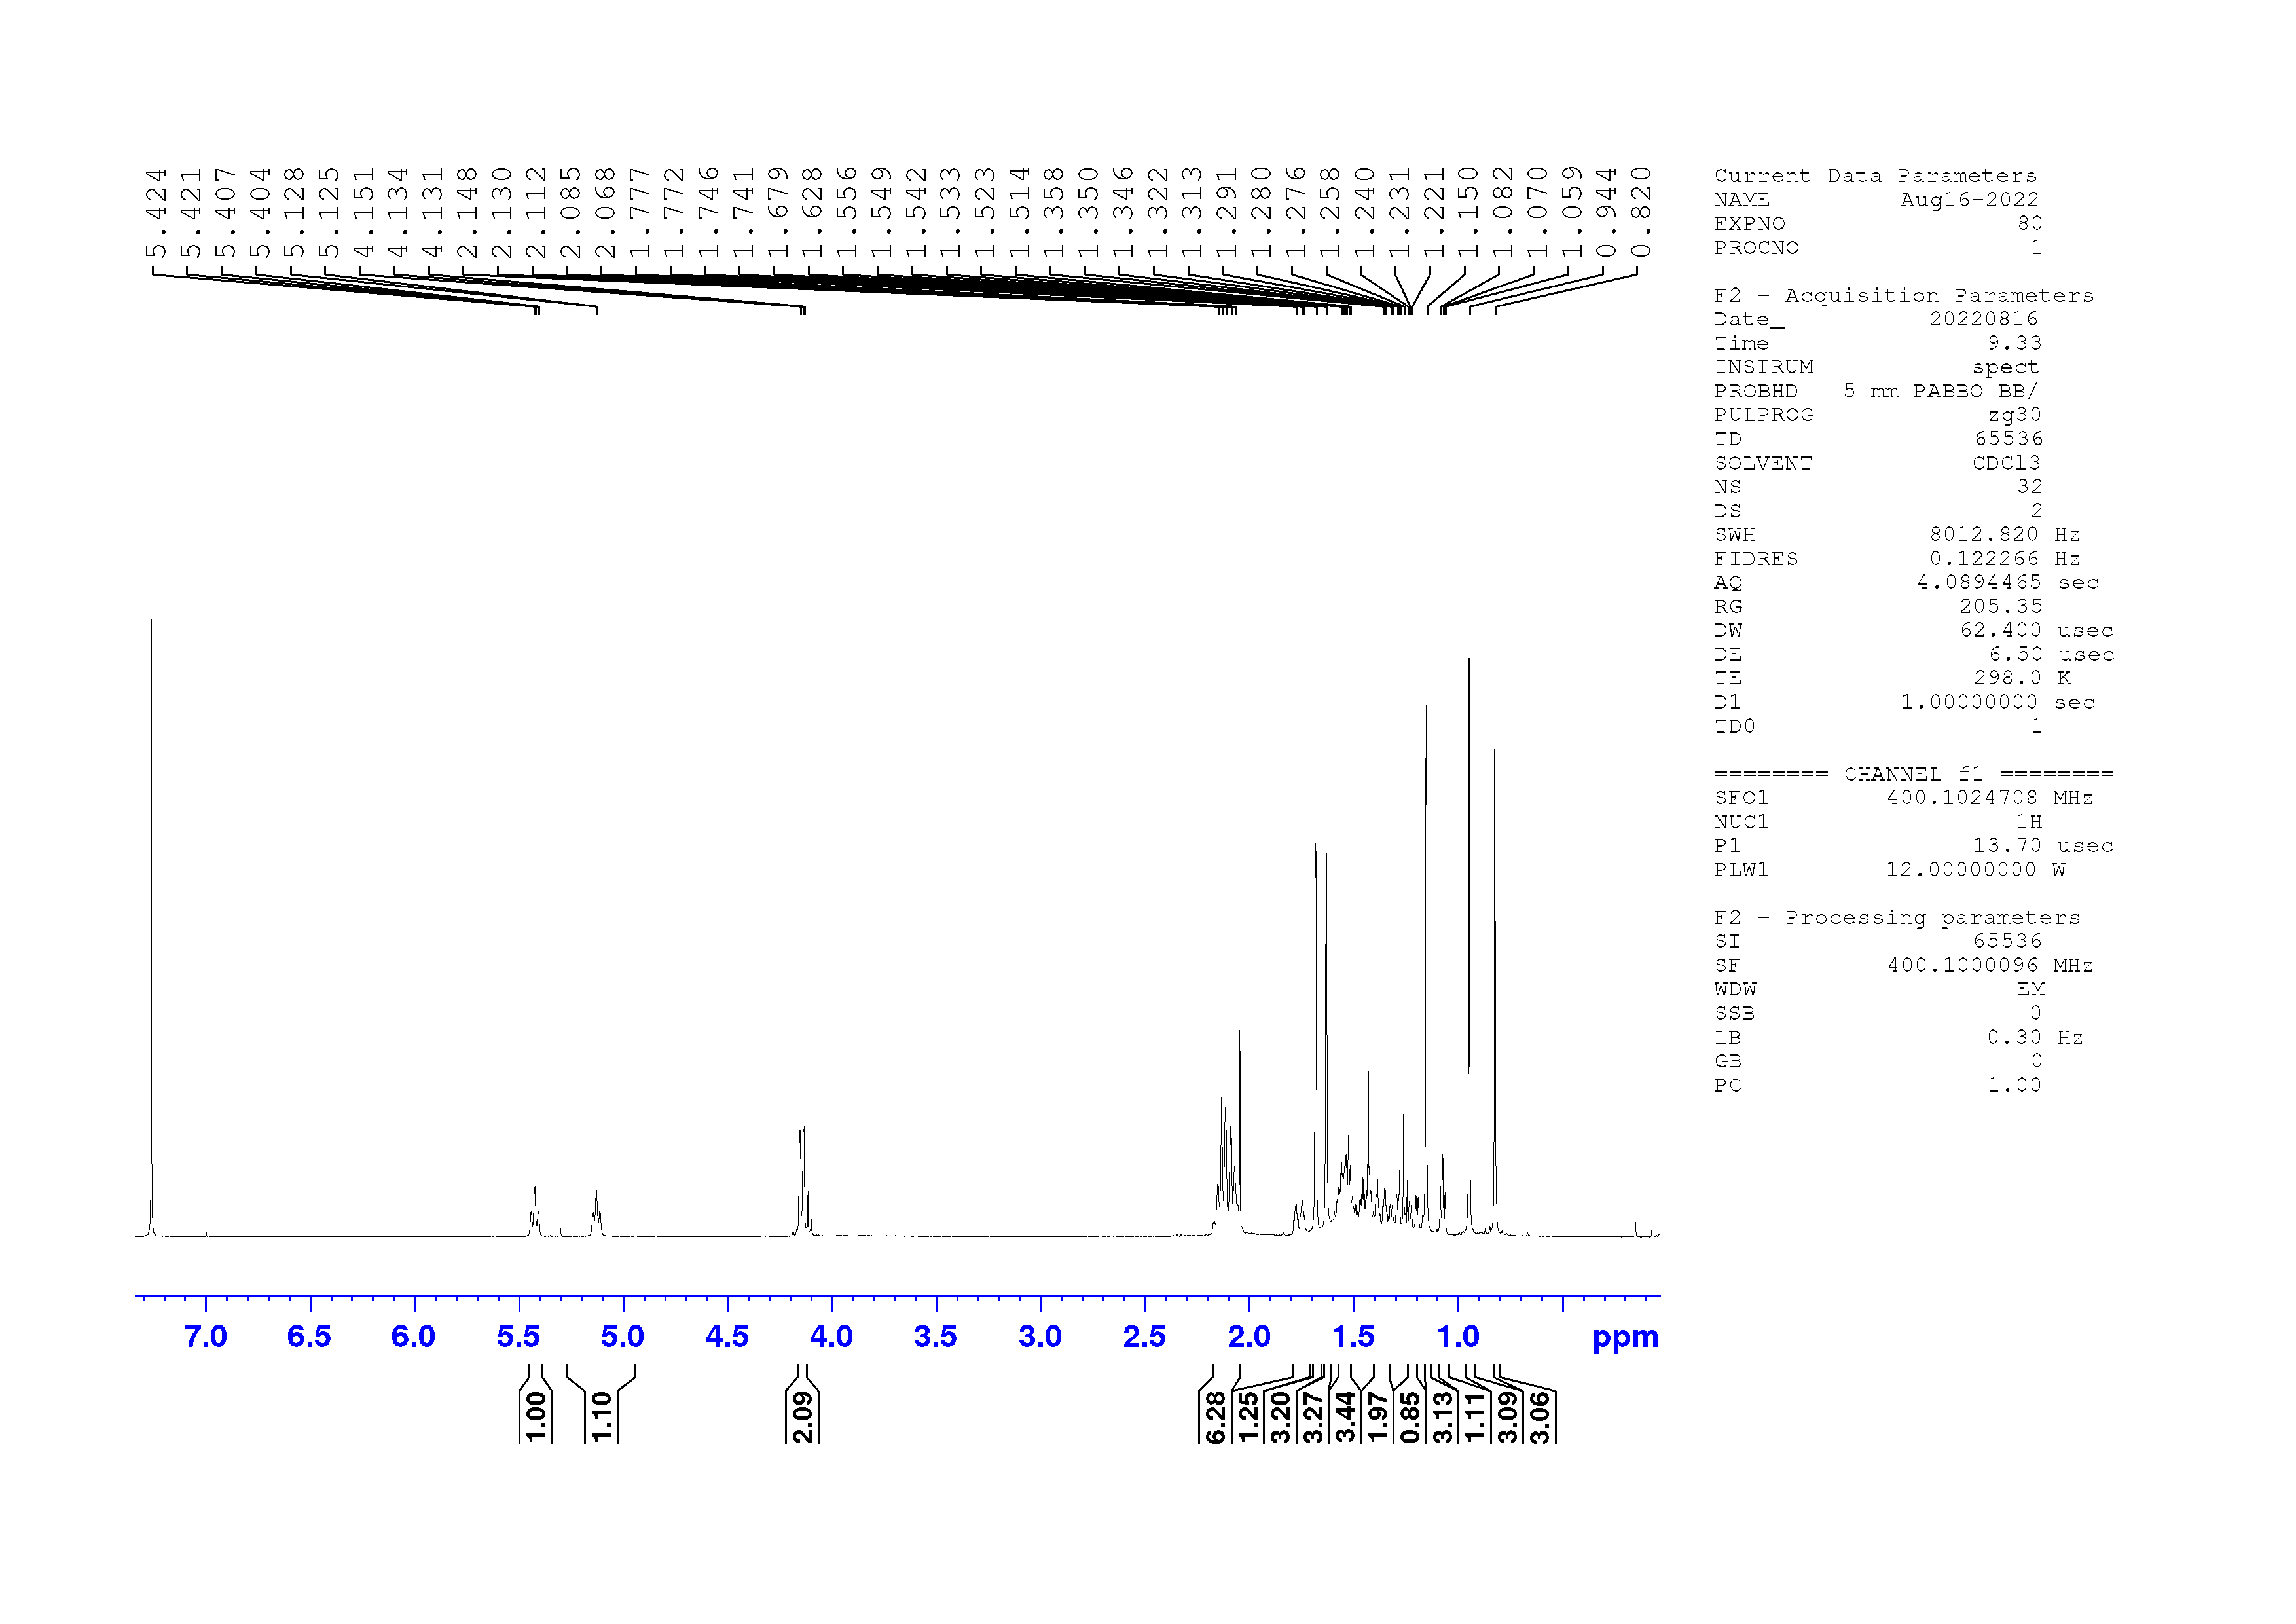 5.424
5.421
5.407
5.404
5.128
5.125
4.151
4.134
4.131
2.148
2.130
2.112
2.085
2.068
1.777
1.772
1.746
1.741
1.679
1.628
1.556
1.549
1.542
1.533
1.523
1.514
1.358
1.350
1.346
1.322
1.313
1.291
1.280
1.276
1.258
1.240
1.231
1.221
1.150
1.082
1.070
1.059
0.944
0.820
Current Data Parameters
NAME Aug16-2022
EXPNO 80
PROCNO 1
F2 - Acquisition Parameters
Date_ 20220816
Time 9.33
INSTRUM spect
PROBHD 5 mm PABBO BB/
PULPROG zg30
TD 65536
SOLVENT CDCl3
NS 32
DS 2
SWH 8012.820 Hz
FIDRES 0.122266 Hz
AQ 4.0894465 sec
RG 205.35
DW 62.400 usec
DE 6.50 usec
TE 298.0 K
D1 1.00000000 sec
TD0 1
======== CHANNEL f1 ========
SFO1 400.1024708 MHz
NUC1 1H
P1 13.70 usec
PLW1 12.00000000 W
F2 - Processing parameters
SI 65536
SF 400.1000096 MHz
WDW EM
SSB 0
LB 0.30 Hz
GB 0
PC 1.00
7.0 6.5 6.0 5.5 5.0 4.5 4.0 3.5 3.0 2.5 2.0 1.5 1.0 ppm
1.00
1.10
2.09
6.28
1.25
3.20
3.27
3.44
1.97
0.85
3.13
1.11
3.09
3.06